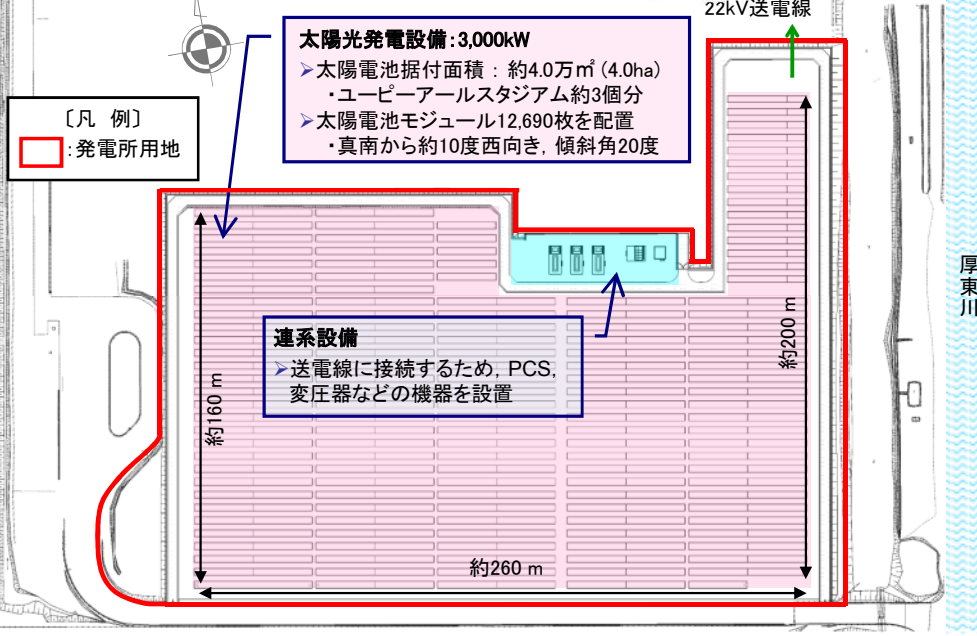 22kV送電線
太陽光発電設備：3,000kW
➢太陽電池据付面積：約4.0万㎡（4.0ha）
・ユーピーアールスタジアム約3個分
➢太陽電池モジュール12,690枚を配置
・真南から約10度西向き，傾斜角20度
〔凡 例〕
：発電所用地
厚東川
連系設備
➢送電線に接続するため，PCS，
変圧器などの機器を設置
約160 m
約200 m
約260 m